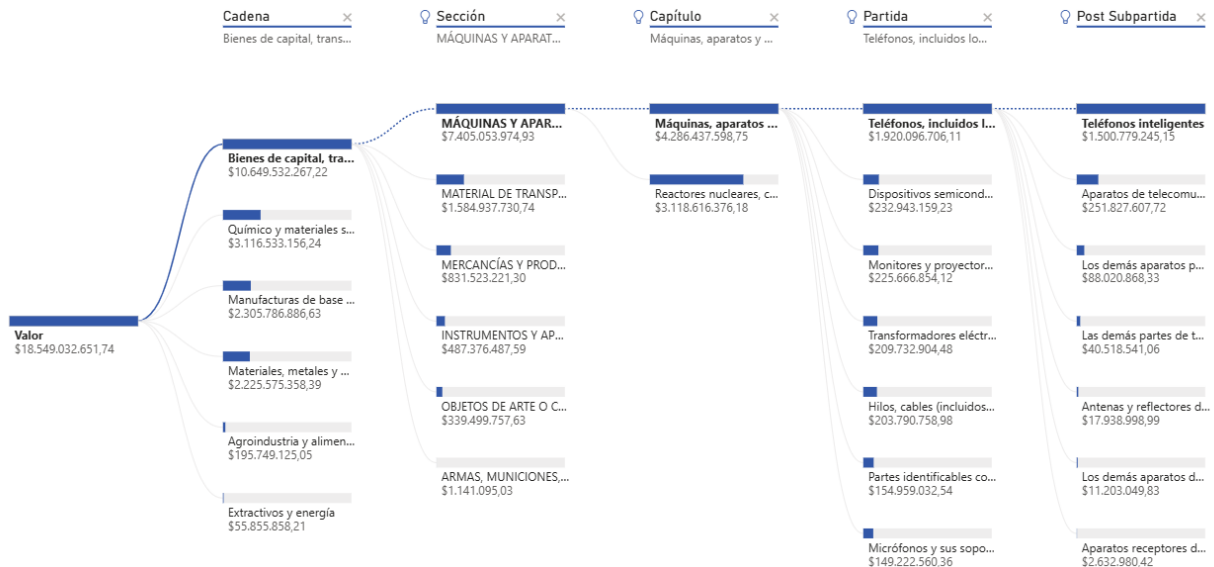 Cadena
Bienes de capital, trans...
Sección
MÁQUINAS Y APARAT...
Capítulo
Máquinas, aparatos y ...
Partida
Teléfonos, incluidos lo...
Post Subpartida
Valor
$18.549.032.651,74
Bienes de capital, tra...
$10.649.532.267,22
Químico y materiales s...
$3.116.533.156,24
Manufacturas de base ...
$2.305.786.886,63
Materiales, metales y ...
$2.225.575.358,39
Agroindustria y alimen...
$195.749.125,05
Extractivos y energía
$55.855.858,21
MÁQUINAS Y APAR...
$7.405.053.974,93
MATERIAL DE TRANSP...
$1.584.937.730,74
MERCANCÍAS Y PROD...
$831.523.221,30
INSTRUMENTOS Y AP...
$487.376.487,59
OBJETOS DE ARTE O C...
$339.499.757,63
ARMAS, MUNICIONES,...
$1.141.095,03
Máquinas, aparatos ...
$4.286.437.598,75
Reactores nucleares, c...
$3.118.616.376,18
Teléfonos, incluidos l...
$1.920.096.706,11
Dispositivos semicond...
$232.943.159,23
Monitores y proyector...
$225.666.854,12
Transformadores eléctr...
$209.732.904,48
Hilos, cables (incluidos...
$203.790.758,98
Partes identificables co...
$154.959.032,54
Micrófonos y sus sopo...
$149.222.560,36
Teléfonos inteligentes
$1.500.779.245,15
Aparatos de telecomu...
$251.827.607,72
Los demás aparatos p...
$88.020.868,33
Las demás partes de t...
$40.518.541,06
Antenas y reflectores d...
$17.938.998,99
Los demás aparatos d...
$11.203.049,83
Aparatos receptores d...
$2.632.980,42